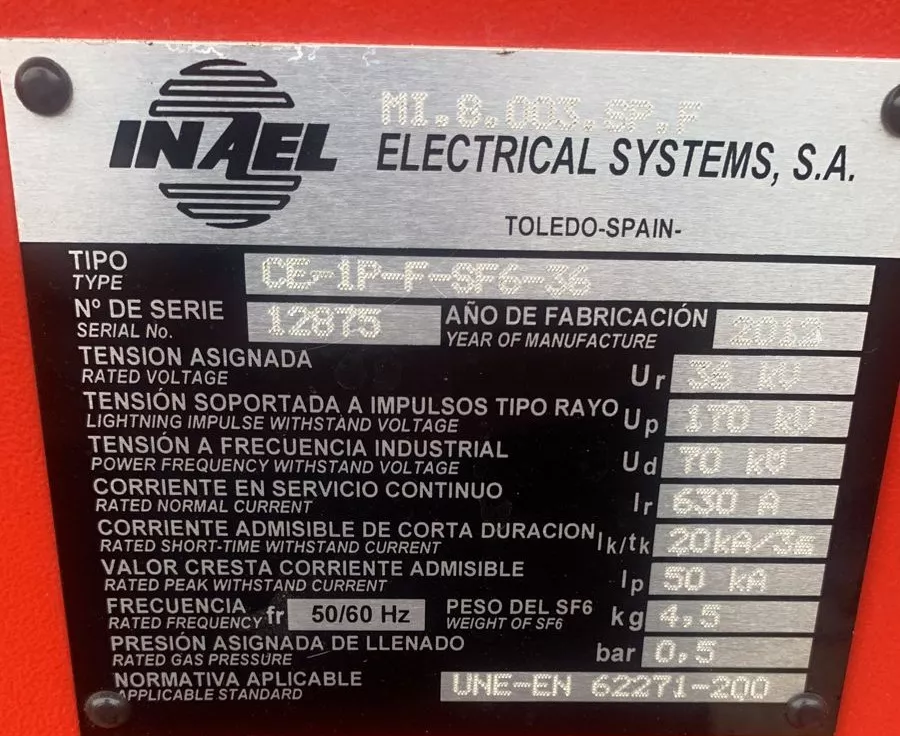 MI.8.003.SP.F
INAEL ELECTRICAL SYSTEMS, S.A.
TOLEDO-SPAIN-
TIPO CE-1P-F-SF6-36
TYPE
Nº DE SERIE 12875 AÑO DE FABRICACIÓN
SERIAL No. YEAR OF MANUFACTURE
TENSION ASIGNADA Ur 36 kV
RATED VOLTAGE
TENSIÓN SOPORTADA A IMPULSOS TIPO RAYO Up 170 kV
LIGHTNING IMPULSE WITHSTAND VOLTAGE
TENSIÓN A FRECUENCIA INDUSTRIAL Ud 70 kV
POWER FREQUENCY WITHSTAND VOLTAGE
CORRIENTE EN SERVICIO CONTINUO Ir 630 A
RATED NORMAL CURRENT
CORRIENTE ADMISIBLE DE CORTA DURACION Ik/tk 20kA/3s
RATED SHORT-TIME WITHSTAND CURRENT
VALOR CRESTA CORRIENTE ADMISIBLE Ip 50 kA
RATED PEAK WITHSTAND CURRENT
FRECUENCIA fr 50/60 Hz PESO DEL SF6 kg 4,5
RATED FREQUENCY WEIGHT OF SF6
PRESIÓN ASIGNADA DE LLENADO bar 0,5
RATED GAS PRESSURE
NORMATIVA APLICABLE UNE-EN 62271-200
APPLICABLE STANDARD